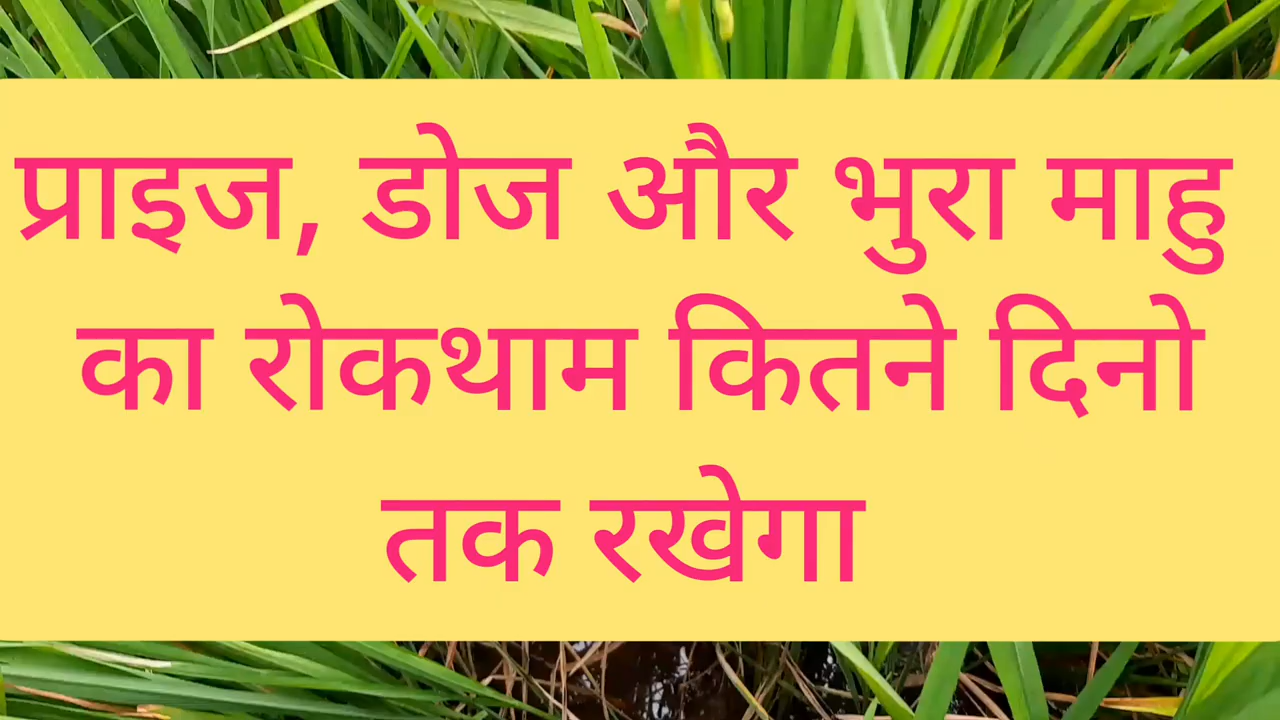 प्राइज, डोज और भुरा माहु
का रोकथाम कितने दिनो
तक रखेगा